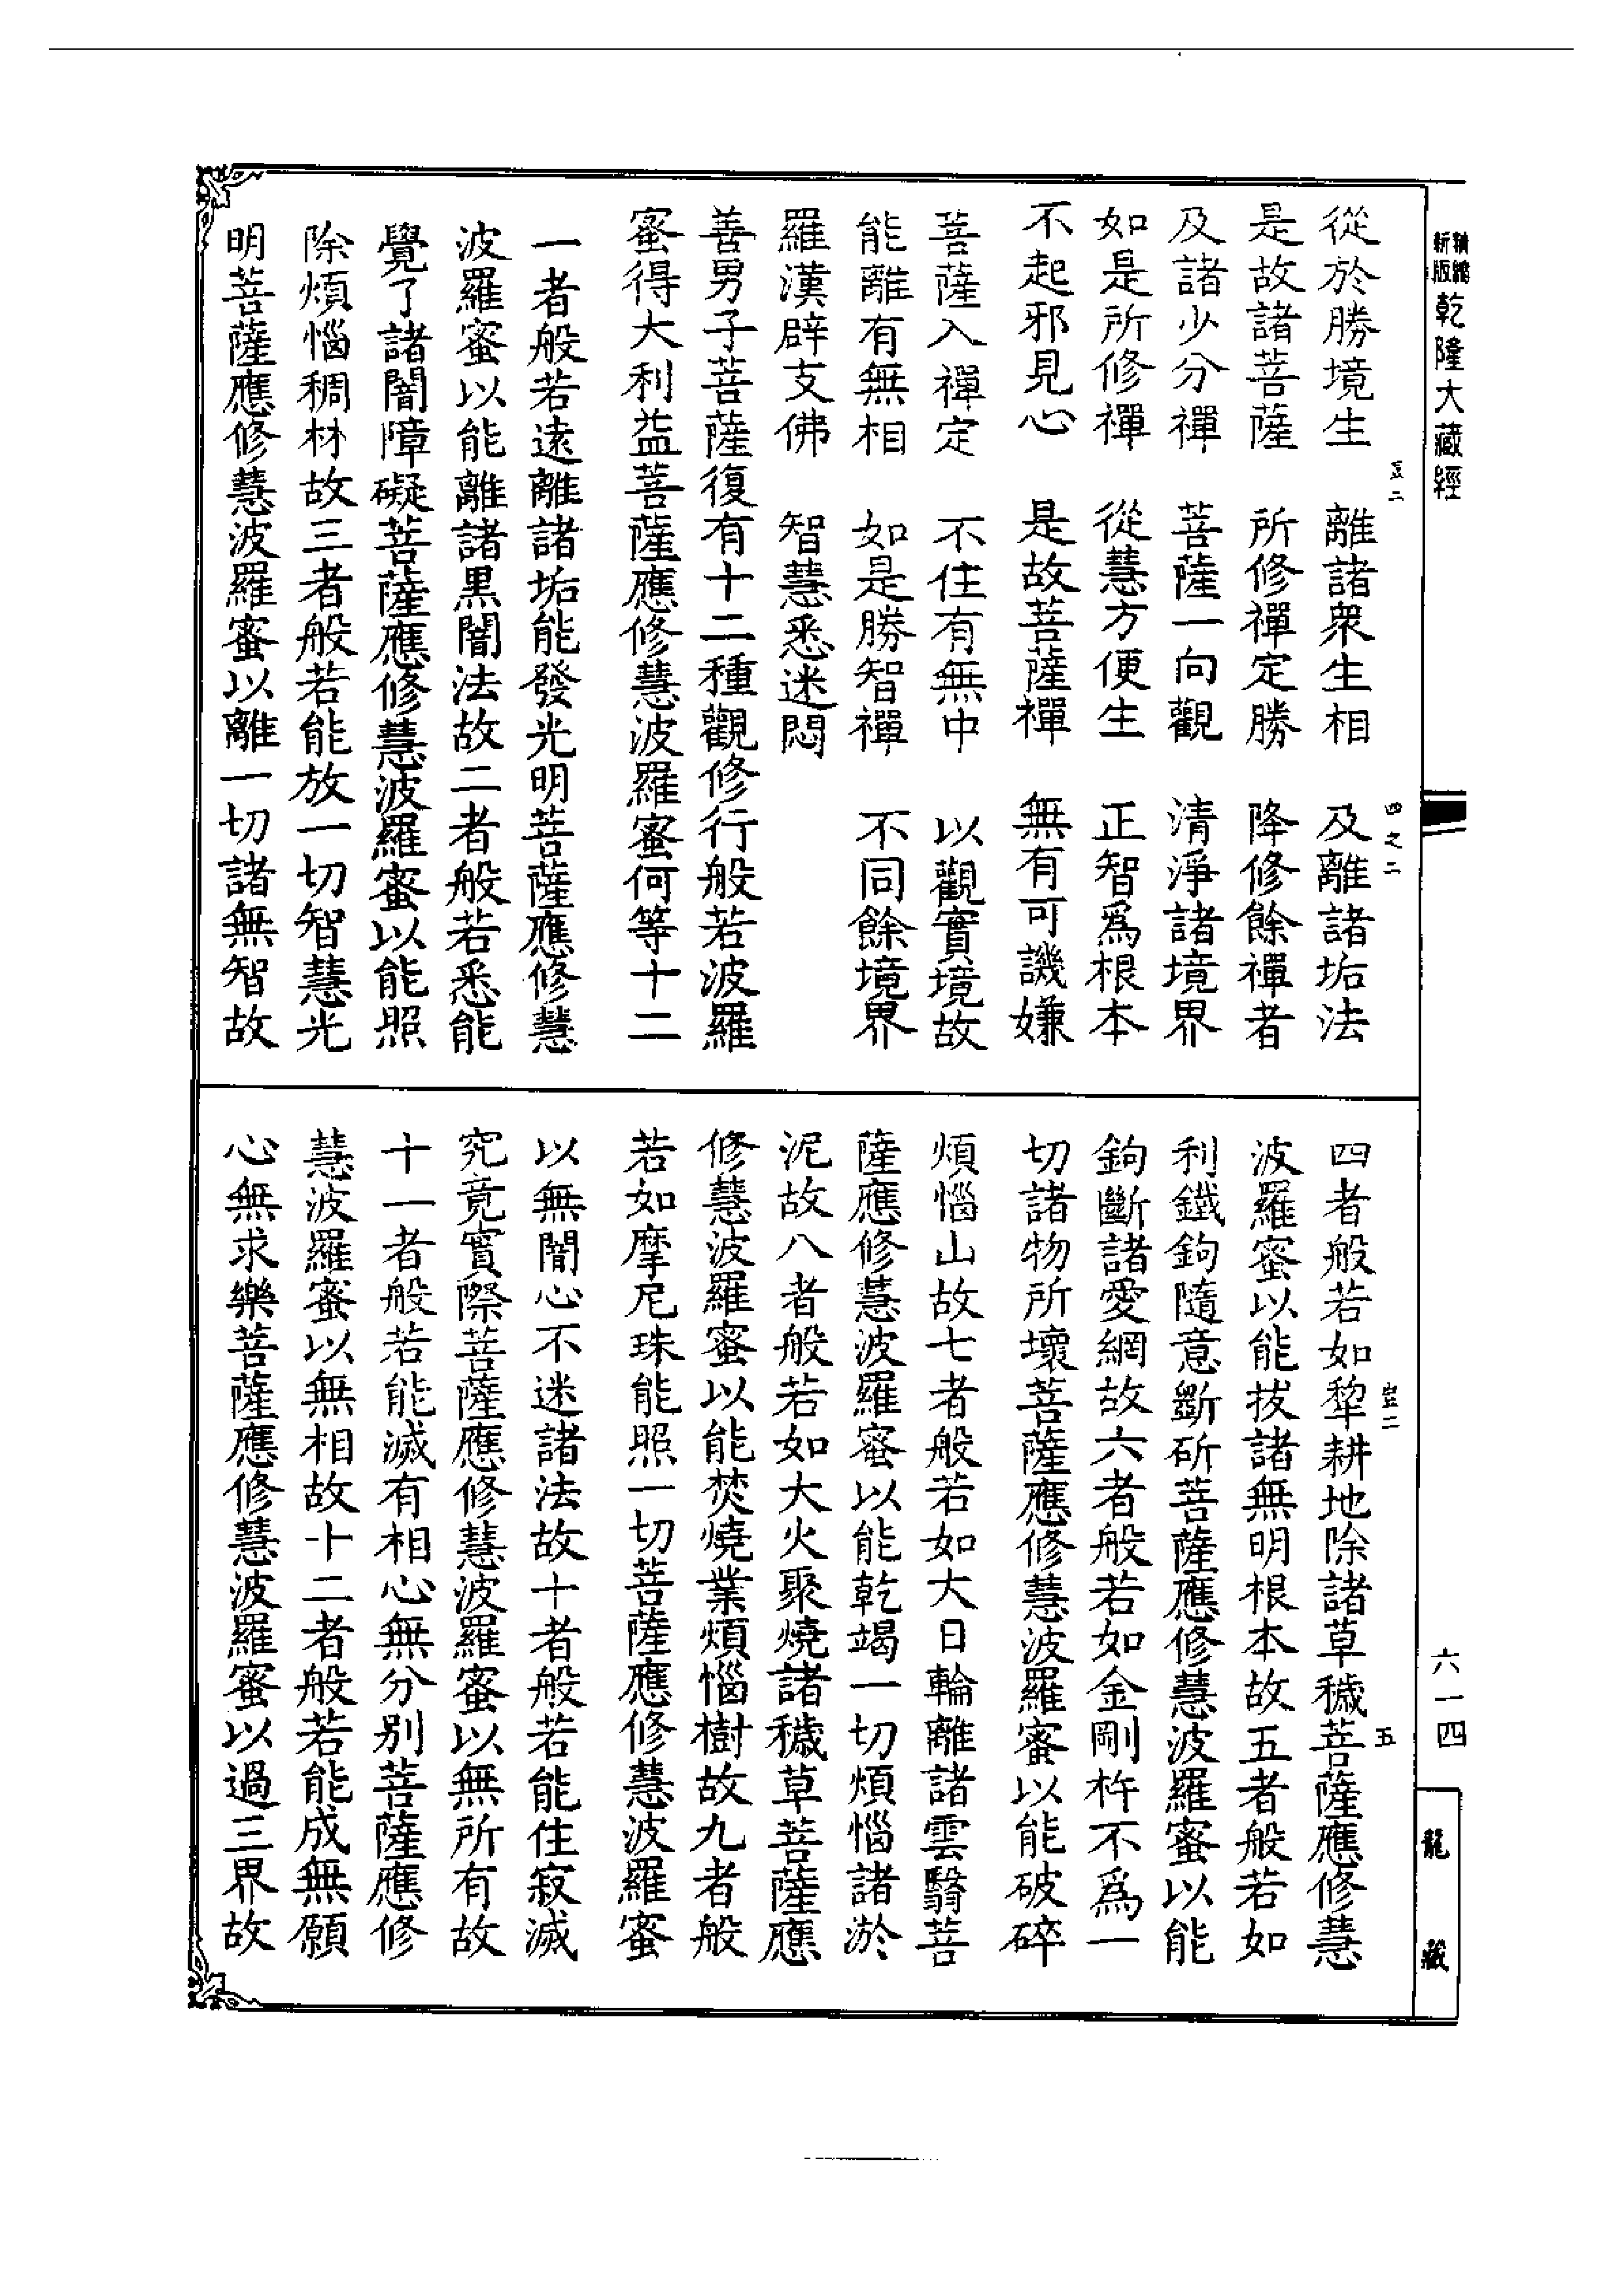 新編
縮版
乾隆大藏經
豈二
四之二
從於勝境生　離諸衆生相　及離諸垢法
是故諸菩薩　所修禪定勝　降修餘禪者
及諸少分禪　菩薩一向觀　清淨諸境界
如是所修禪　從慧方便生　正智爲根本
不起邪見心　是故菩薩禪　無有可譏嫌
菩薩入禪定　不住有無中　以觀實境故
能離有無相　如是勝智禪　不同餘境界
羅漢辟支佛　智慧悉迷悶
善男子菩薩復有十二種觀修行般若波羅
蜜得大利益菩薩應修慧波羅蜜何等十二
一者般若遠離諸垢能發光明菩薩應修慧
波羅蜜以能離諸黑闇法故二者般若悉能
覺了諸闇障礙菩薩應修慧波羅蜜以能照
除煩惱稠林故三者般若能放一切智慧光
明菩薩應修慧波羅蜜以離一切諸無智故
六一四
龍藏
豈二
五
四者般若如犂耕地除諸草穢菩薩應修慧
波羅蜜以能拔諸無明根本故五者般若如
利鐵鉤隨意斷斫菩薩應修慧波羅蜜以能
鉤斷諸愛網故六者般若如金剛杵不爲一
切諸物所壞菩薩應修慧波羅蜜以能破碎
煩惱山故七者般若如大日輪離諸雲翳菩
薩應修慧波羅蜜以能乾竭一切煩惱諸淤
泥故八者般若如大火聚燒諸穢草菩薩應
修慧波羅蜜以能焚燒業煩惱樹故九者般
若如摩尼珠能照一切菩薩應修慧波羅蜜
以無闇心不迷諸法故十者般若能住寂滅
究竟實際菩薩應修慧波羅蜜以無所有故
十一者般若能滅有相心無分别菩薩應修
慧波羅蜜以無相故十二者般若能成無願
心無求樂菩薩應修慧波羅蜜以過三界故